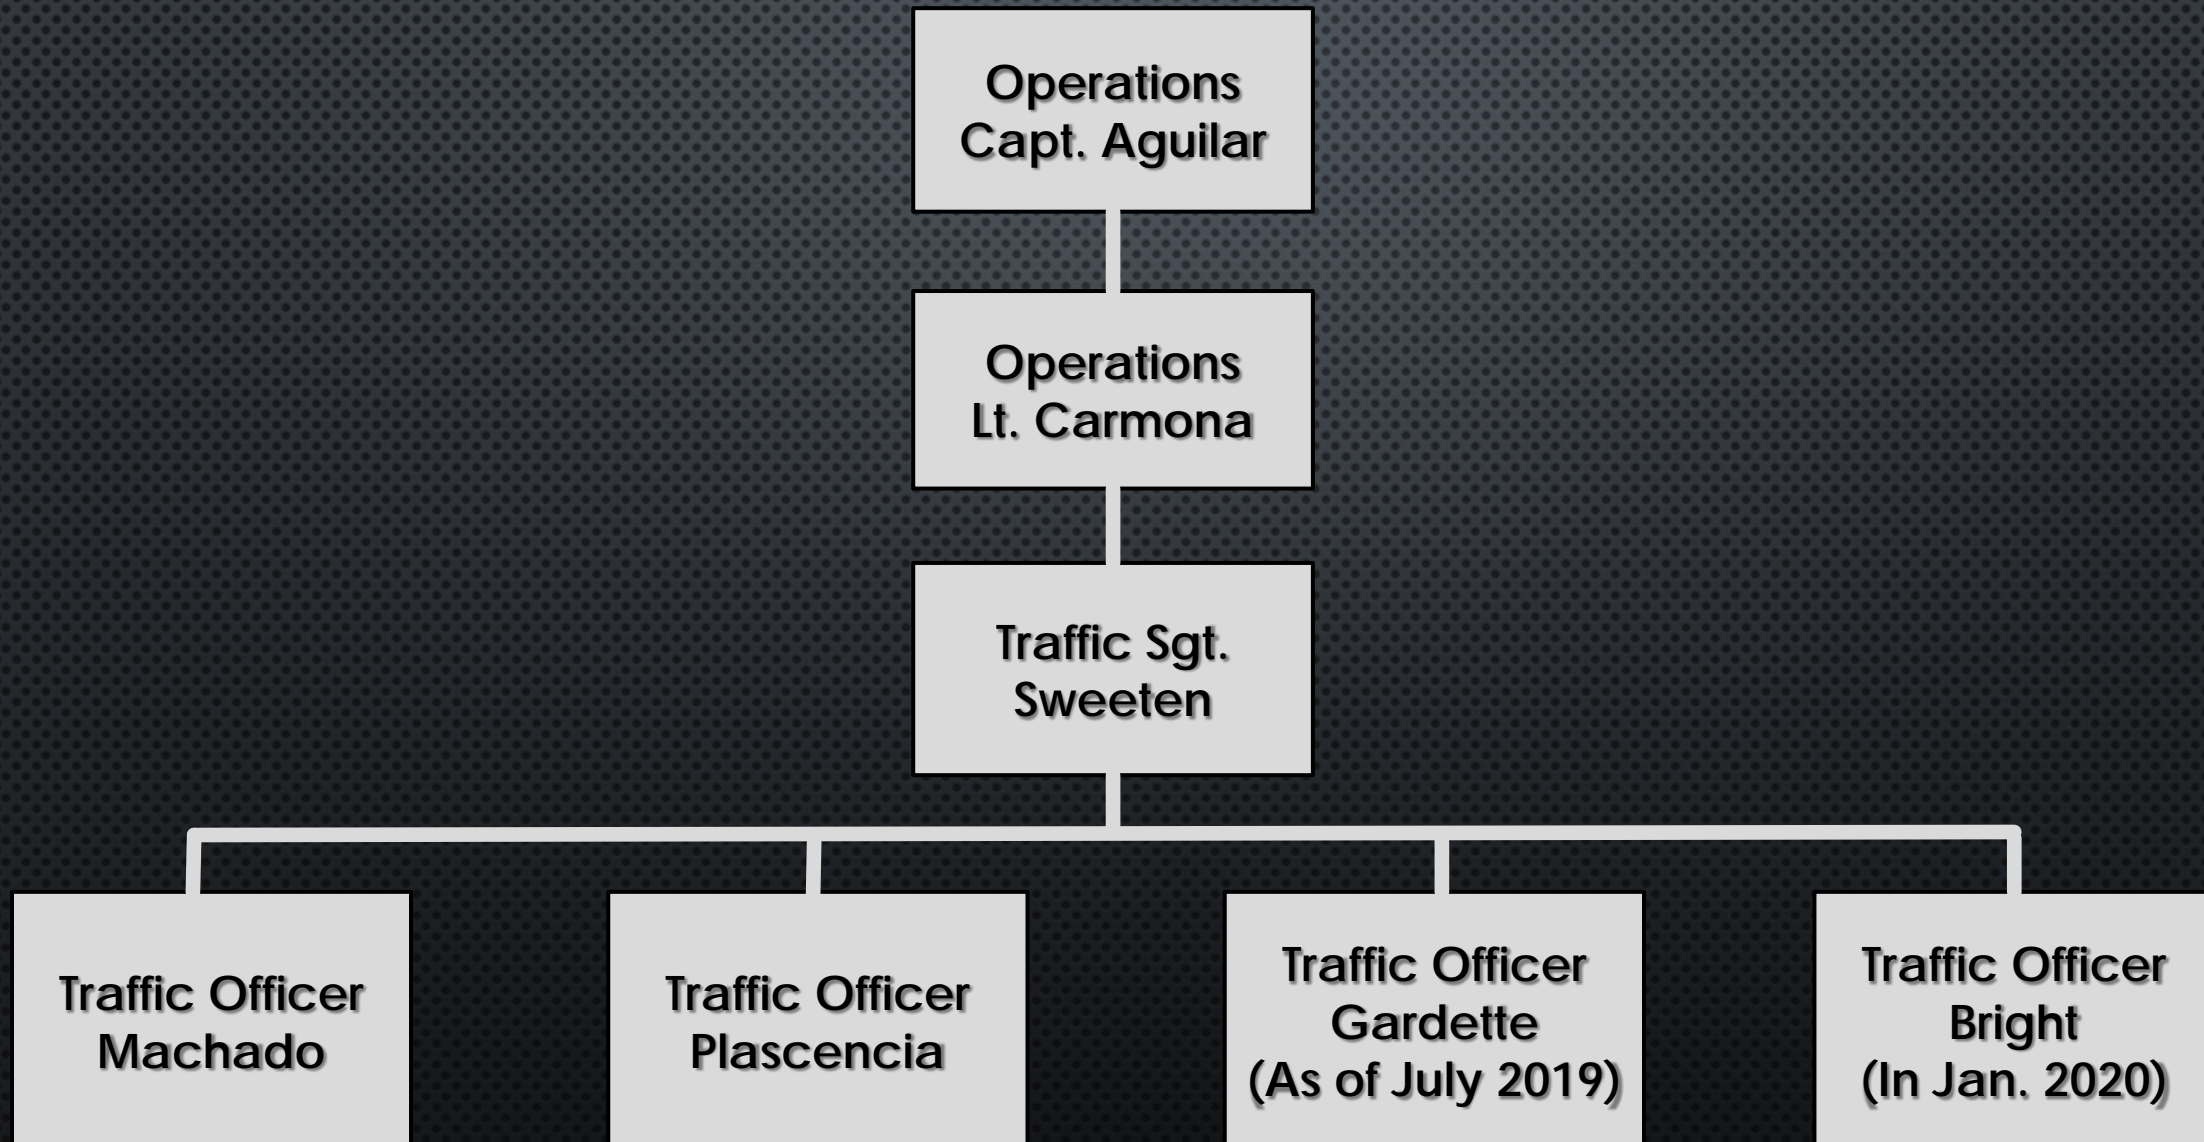 Operations
Capt. Aguilar
Operations
Lt. Carmona
Traffic Sgt.
Sweeten
Traffic Officer
Machado
Traffic Officer
Plascencia
Traffic Officer
Gardette
(As of July 2019)
Traffic Officer
Bright
(In Jan. 2020)